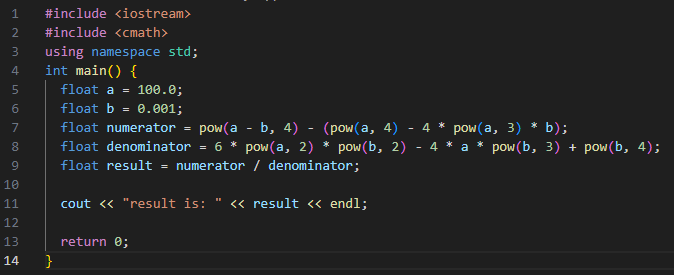 1 #include <iostream>
2 #include <cmath>
3 using namespace std;
4 int main() {
5 float a = 100.0;
6 float b = 0.001;
7 float numerator = pow(a - b, 4) - (pow(a, 4) - 4 * pow(a, 3) * b);
8 float denominator = 6 * pow(a, 2) * pow(b, 2) - 4 * a * pow(b, 3) + pow(b, 4);
9 float result = numerator / denominator;
10
11 cout << "result is: " << result << endl;
12
13 return 0;
14 }